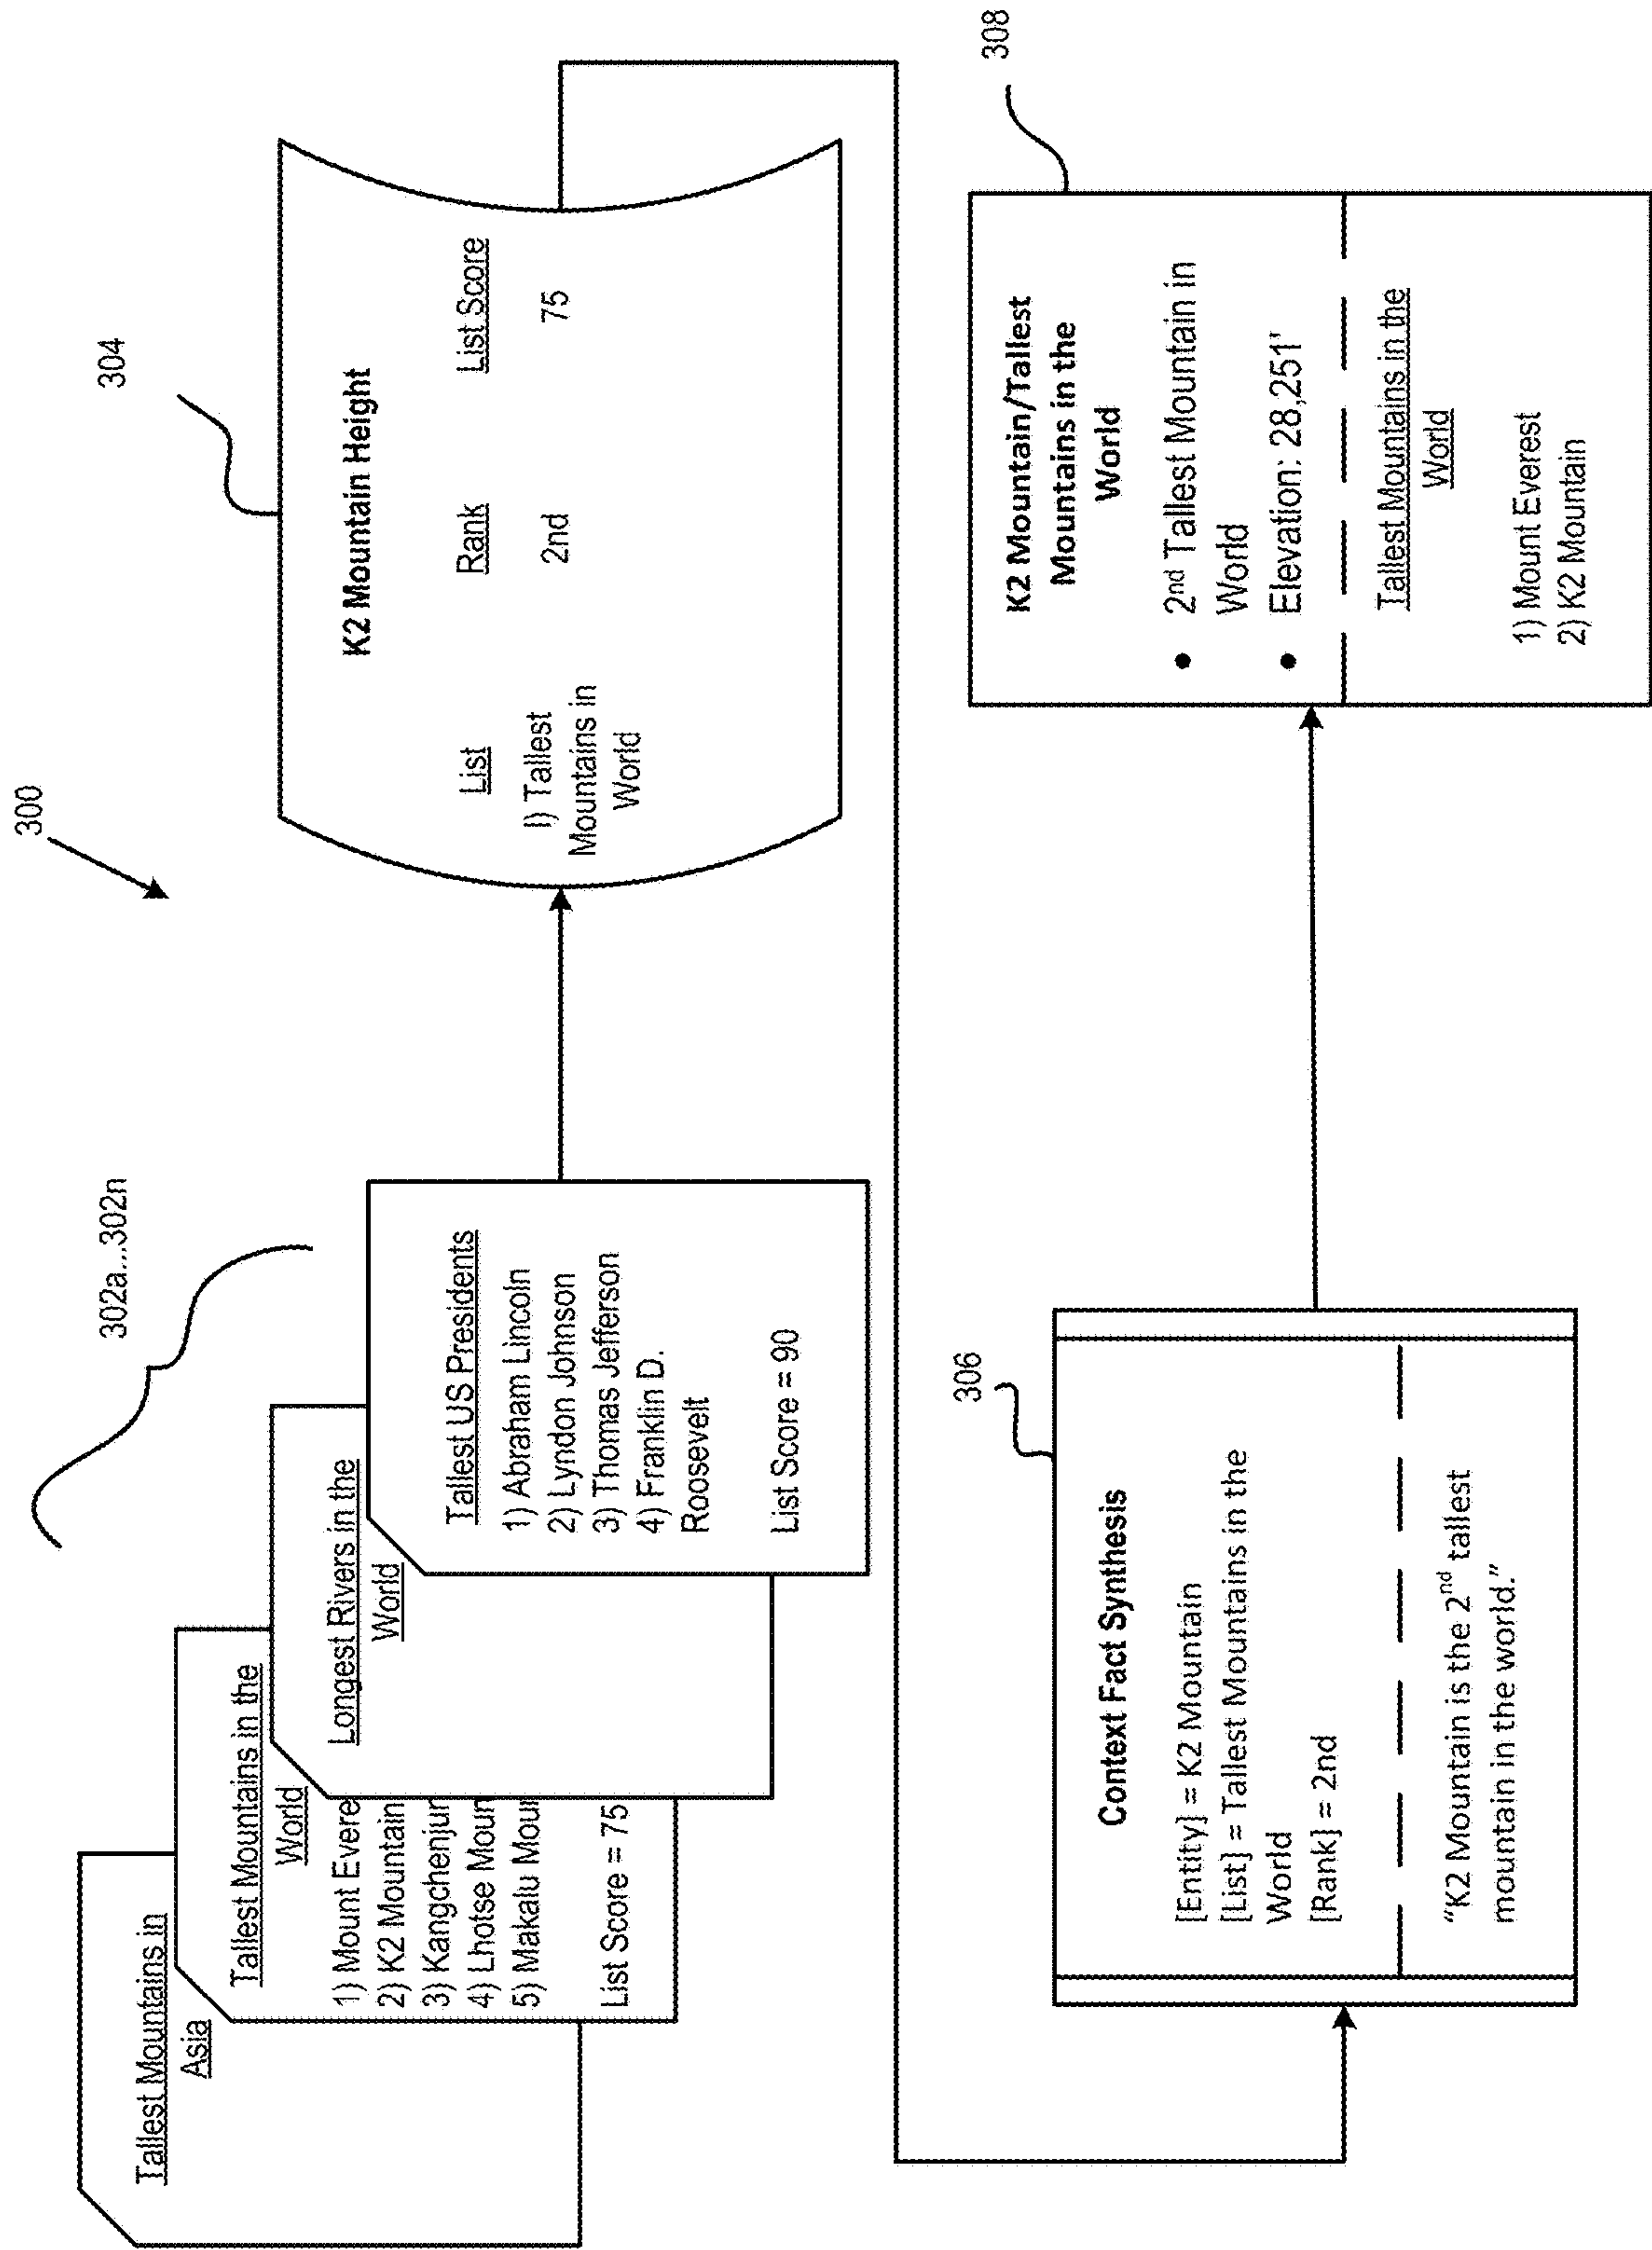 300
302a...302n
Tallest Mountains in
Asia
Tallest Mountains in the
World
1) Mount Evere
2) K2 Mountain
3) Kangchenjun
4) Lhotse Moun
5) Makalu Moun
List Score = 75
Longest Rivers in the
World
Tallest US Presidents
1) Abraham Lincoln
2) Lyndon Johnson
3) Thomas Jefferson
4) Franklin D.
Roosevelt
List Score = 90
304
K2 Mountain Height
List Rank List Score
I) Tallest 2nd 75
Mountains in
World
306
Context Fact Synthesis
[Entity] = K2 Mountain
[List] = Tallest Mountains in the
World
[Rank] = 2nd
“K2 Mountain is the 2nd tallest
mountain in the world.”
308
K2 Mountain/Tallest
Mountains in the
World
• 2nd Tallest Mountain in
World
• Elevation: 28,251'
Tallest Mountains in the
World
1) Mount Everest
2) K2 Mountain